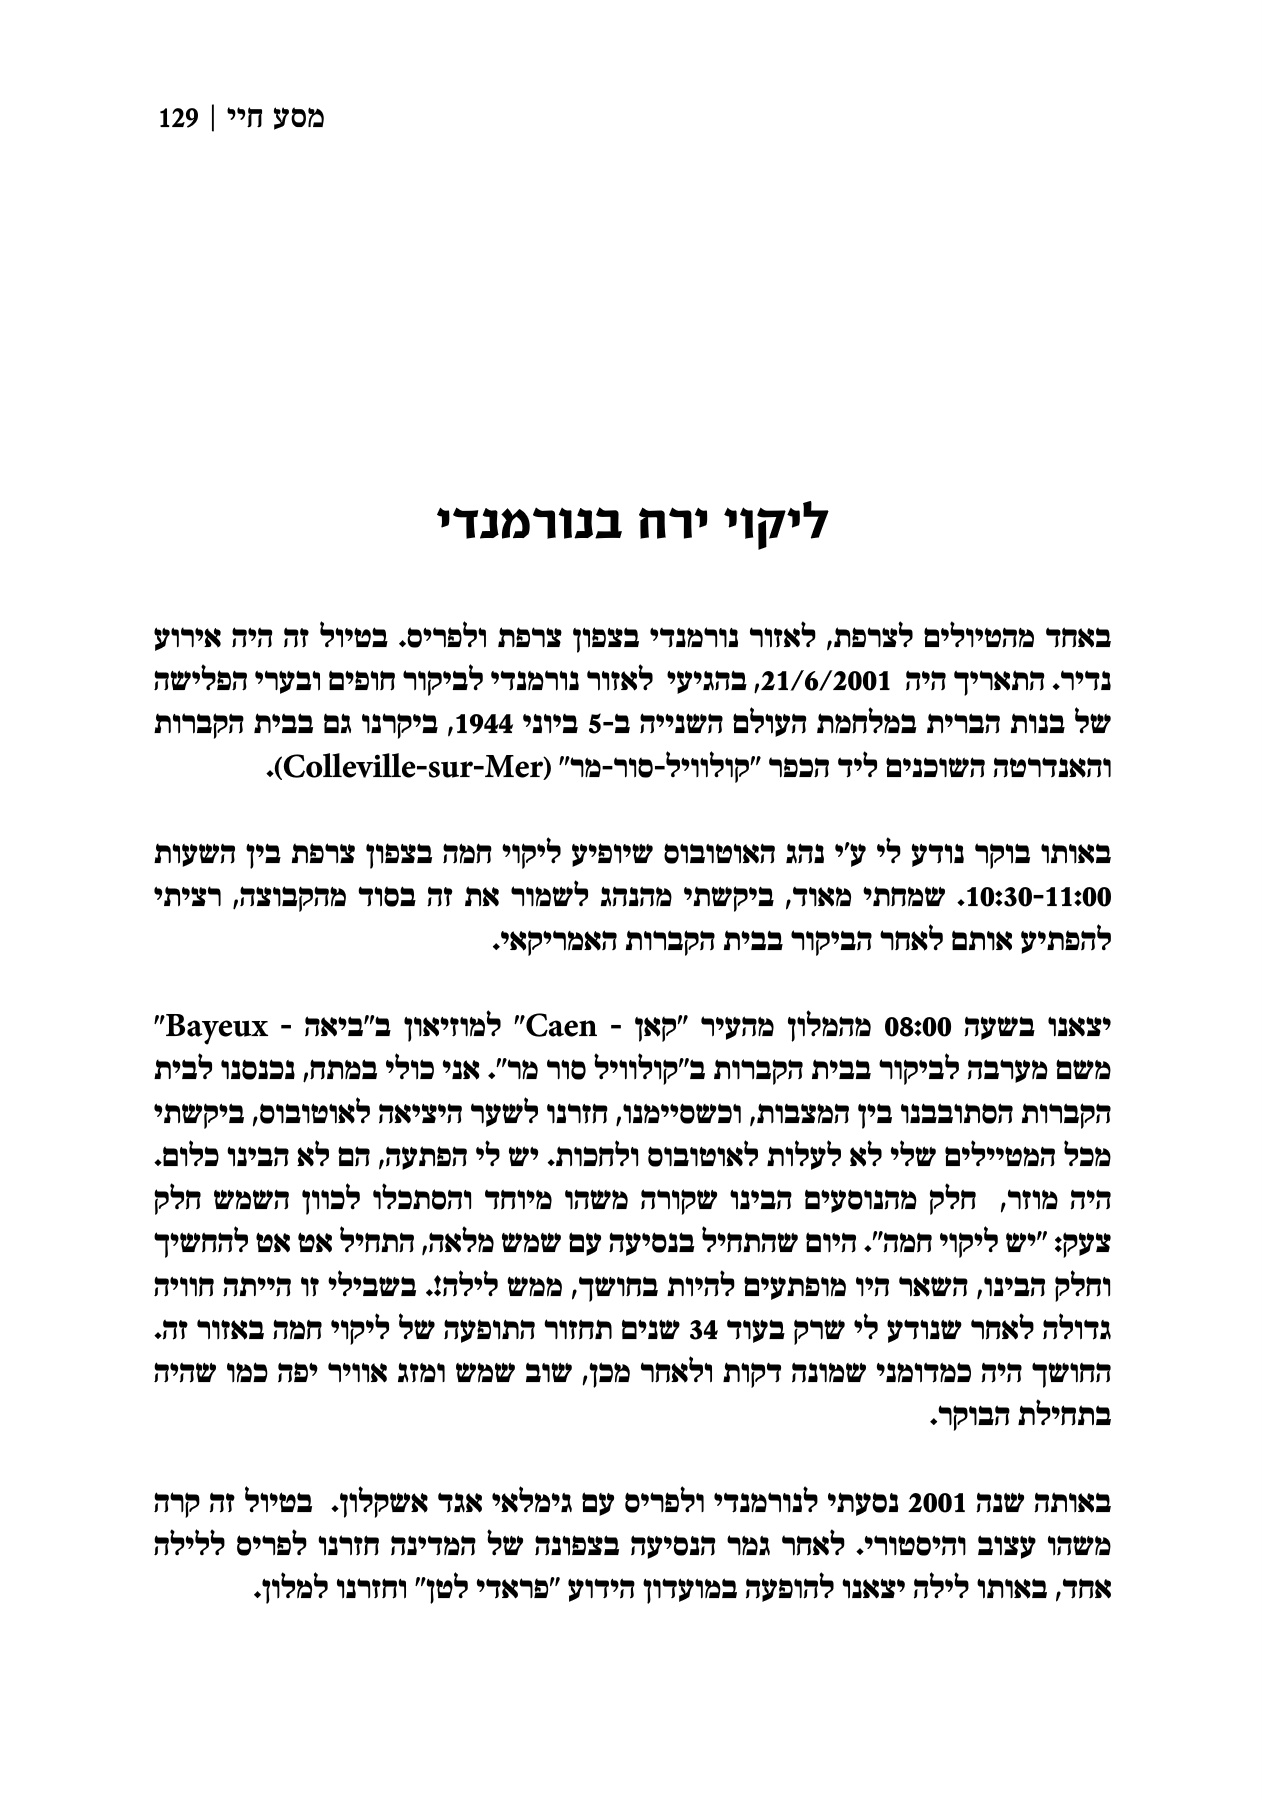 מסע חיי | 129
ליקוי ירח בנורמנדי
באחד מהטיולים לצרפת, לאזור נורמנדי בצפון צרפת ולפריס. בטיול זה היה אירוע
נדיר. התאריך היה 21/6/2001, בהגיעי לאזור נורמנדי לביקור חופים ובערי הפלישה
של בנות הברית במלחמת העולם השנייה ב-5 ביוני 1944, ביקרנו גם בבית הקברות
והאנדרטה השוכנים ליד הכפר "קולוויל-סור-מר" (Colleville-sur-Mer).
באותו בוקר נודע לי ע'י נהג האוטובוס שיופיע ליקוי חמה בצפון צרפת בין השעות
10:30-11:00. שמחתי מאוד, ביקשתי מהנהג לשמור את זה בסוד מהקבוצה, רציתי
להפתיע אותם לאחר הביקור בבית הקברות האמריקאי.
יצאנו בשעה 08:00 מהמלון מהעיר "קאן - Caen" למוזיאון ב"ביאה - Bayeux"
משם מערבה לביקור בבית הקברות ב"קולוויל סור מר". אני כולי במתח, נכנסנו לבית
הקברות הסתובבנו בין המצבות, וכשסיימנו, חזרנו לשער היציאה לאוטובוס, ביקשתי
מכל המטיילים שלי לא לעלות לאוטובוס ולחכות. יש לי הפתעה, הם לא הבינו כלום.
היה מוזר, חלק מהנוסעים הבינו שקורה משהו מיוחד והסתכלו לכוון השמש חלק
צעק: "יש ליקוי חמה". היום שהתחיל בנסיעה עם שמש מלאה, התחיל אט אט להחשיך
וחלק הבינו, השאר היו מופתעים להיות בחושך, ממש לילה!. בשבילי זו הייתה חוויה
גדולה לאחר שנודע לי שרק בעוד 34 שנים תחזור התופעה של ליקוי חמה באזור זה.
החושך היה כמדומני שמונה דקות ולאחר מכן, שוב שמש ומזג אוויר יפה כמו שהיה
בתחילת הבוקר.
באותה שנה 2001 נסעתי לנורמנדי ולפריס עם גימלאי אגד אשקלון. בטיול זה קרה
משהו עצוב והיסטורי. לאחר גמר הנסיעה בצפונה של המדינה חזרנו לפריס ללילה
אחד, באותו לילה יצאנו להופעה במועדון הידוע "פראדי לטן" וחזרנו למלון.